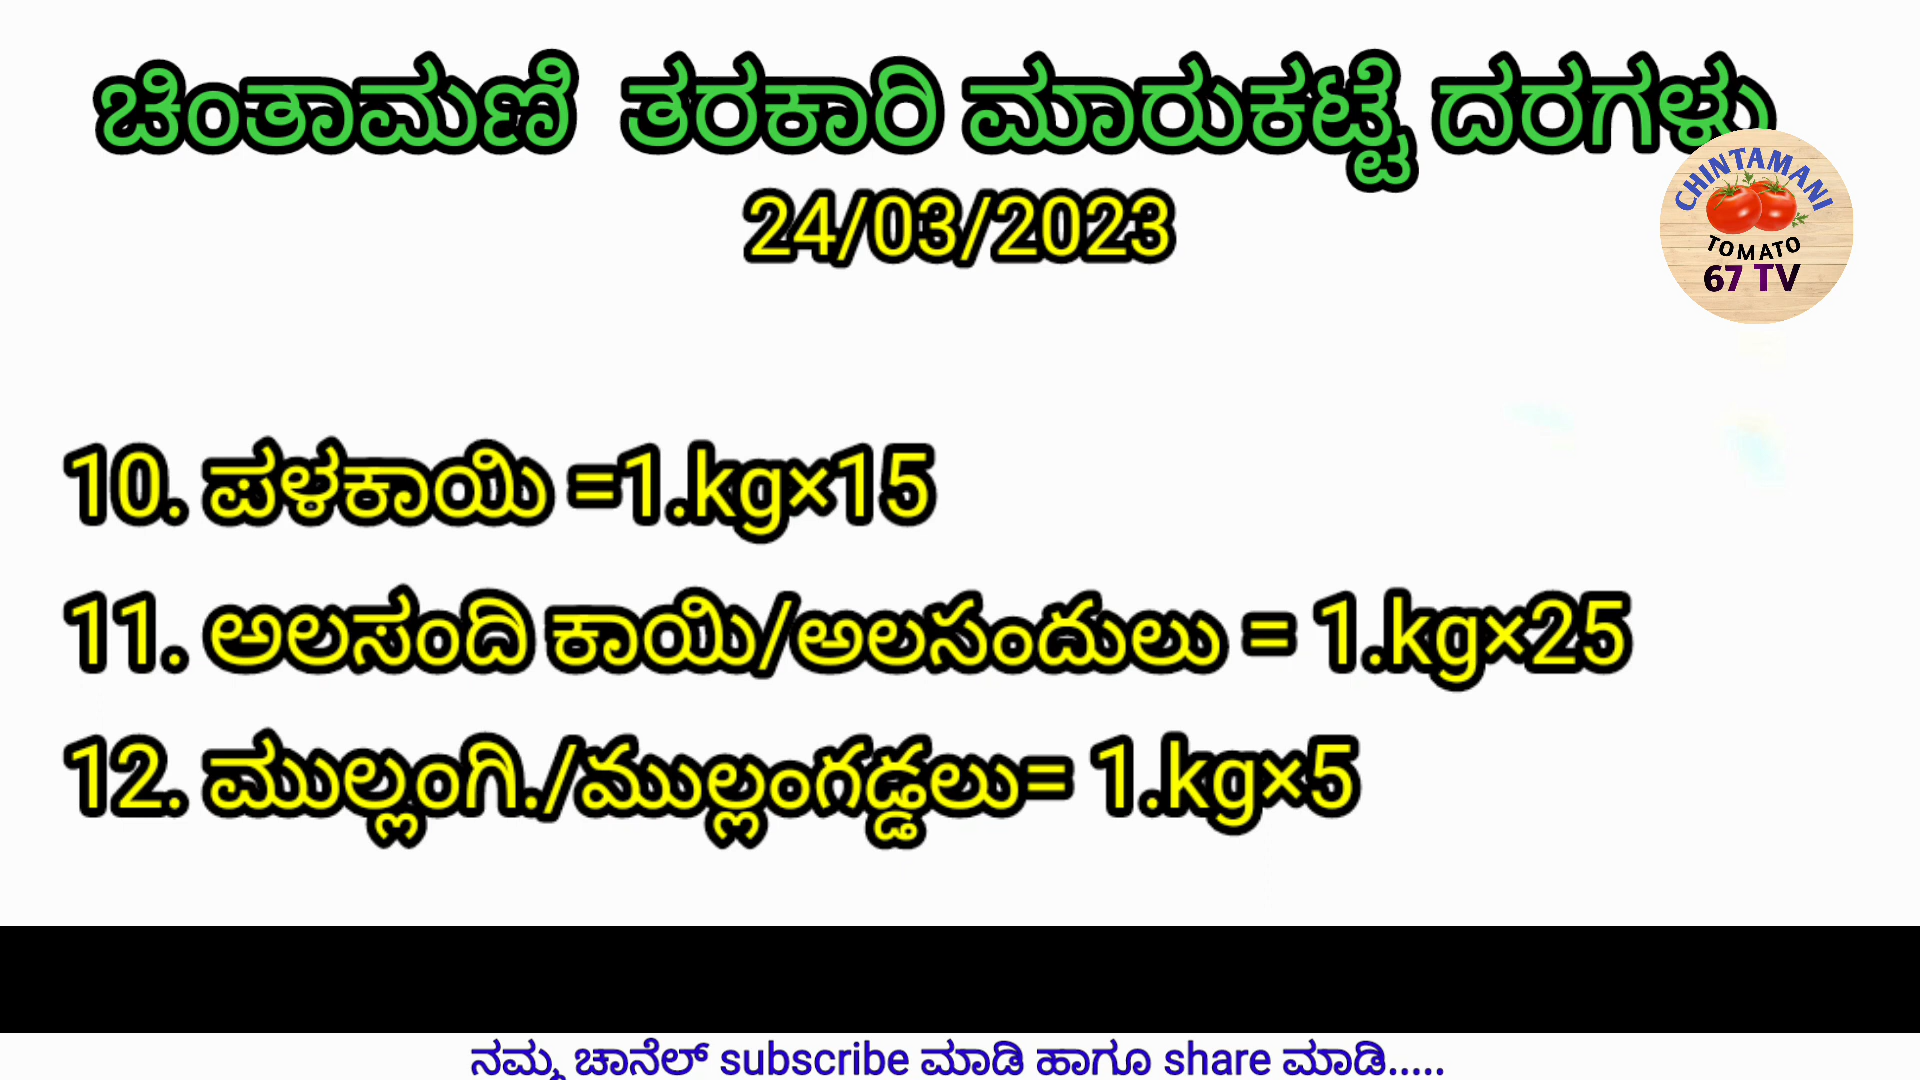 ಚಿಂತಾಮಣಿ ತರಕಾರಿ ಮಾರುಕಟ್ಟೆ ದರಗಳು
24/03/2023
CHINTAMANI
TOMATO
67 TV
10. ಪಳಕಾಯಿ =1.kg×15
11. ಅಲಸಂದಿ ಕಾಯಿ/ಅಲಸಂದುಲು = 1.kg×25
12. ಮುಲ್ಲಂಗಿ./ಮುಲ್ಲಂಗಡ್ಡಲು= 1.kg×5
ನಮ್ಮ ಚಾನೆಲ್ subscribe ಮಾಡಿ ಹಾಗೂ share ಮಾಡಿ.....